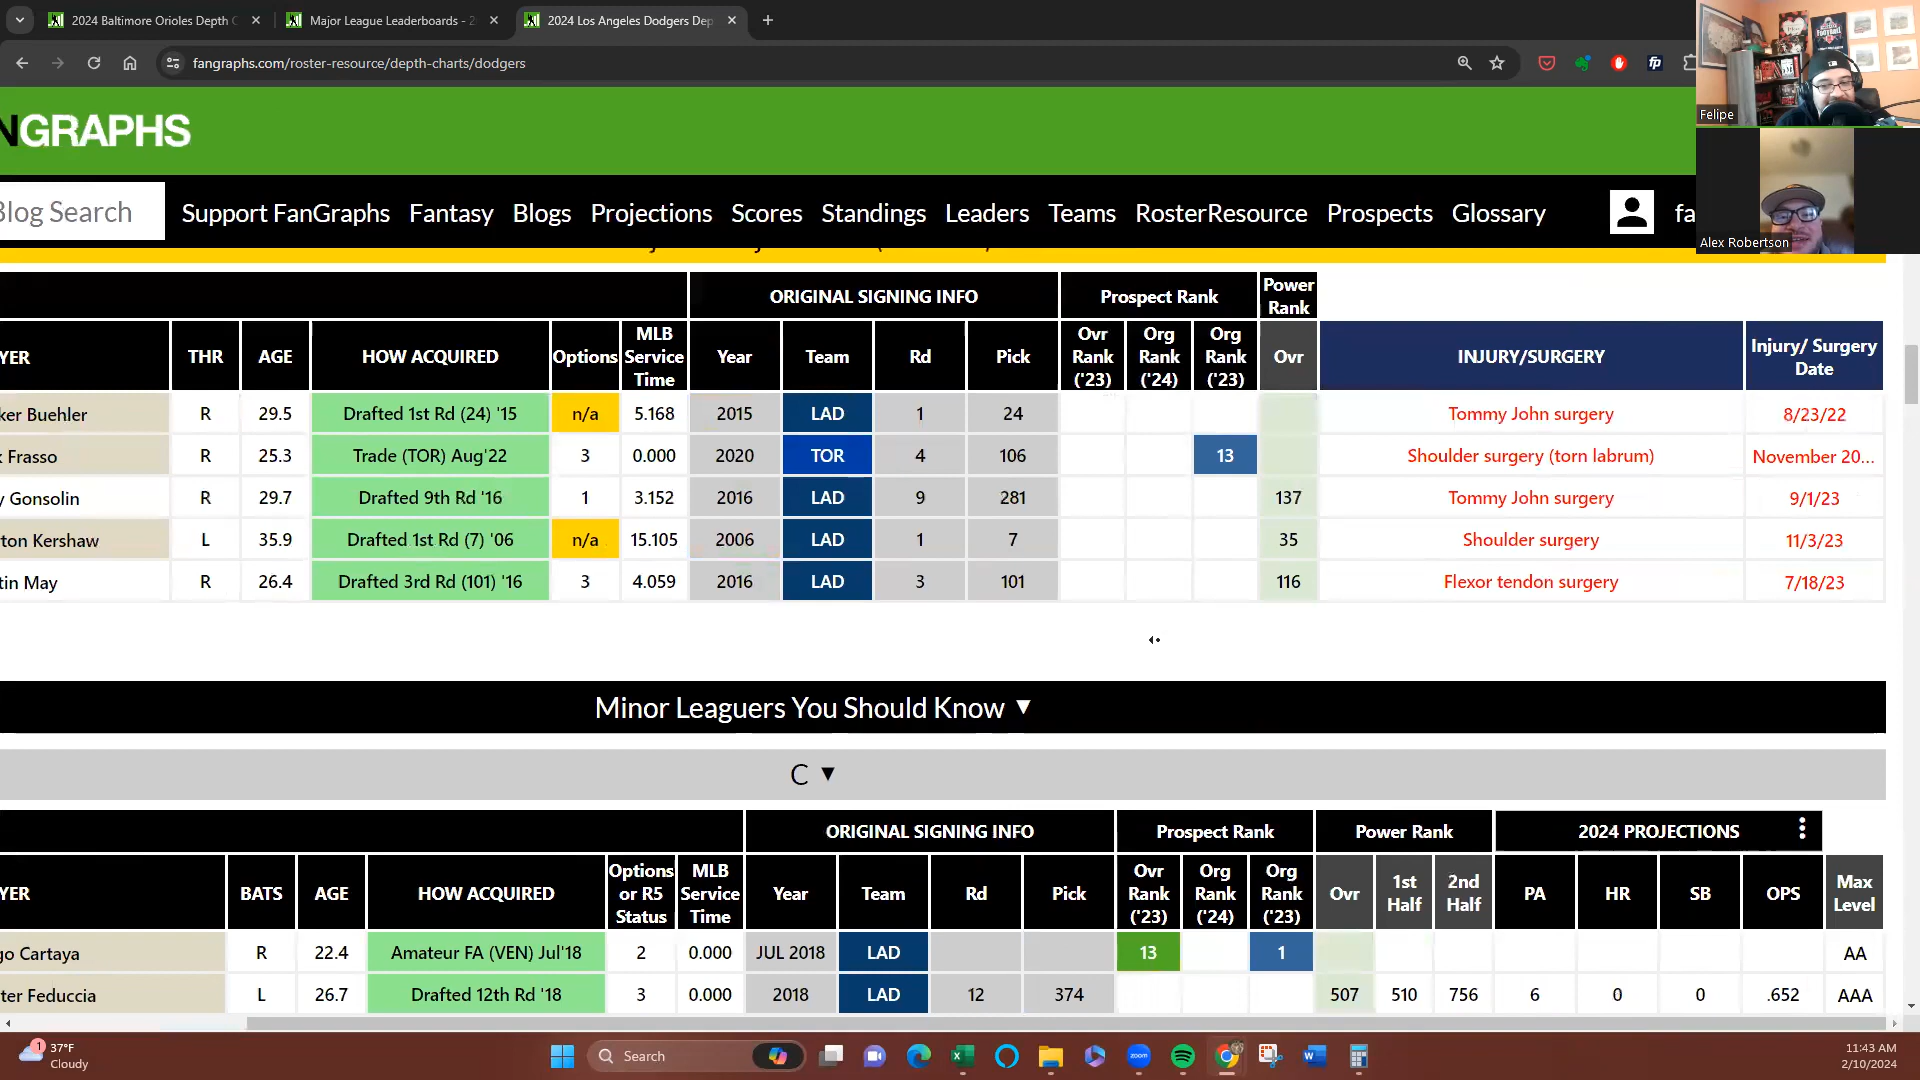 2024 Baltimore Orioles Depth C
Major League Leaderboards - 2
2024 Los Angeles Dodgers Dep
fangraphs.com/roster-resource/depth-charts/dodgers
Felipe
Alex Robertson
NGRAPHS
Blog Search
Support FanGraphs Fantasy Blogs Projections Scores Standings Leaders Teams RosterResource Prospects Glossary fa
ORIGINAL SIGNING INFO Prospect Rank Power Rank
YER THR AGE HOW ACQUIRED Options MLB Service Time Year Team Rd Pick Ovr Rank ('23) Org Rank ('24) Org Rank ('23) Ovr INJURY/SURGERY Injury/ Surgery Date
ker Buehler R 29.5 Drafted 1st Rd (24) '15 n/a 5.168 2015 LAD 1 24 Tommy John surgery 8/23/22
k Frasso R 25.3 Trade (TOR) Aug'22 3 0.000 2020 TOR 4 106 13 Shoulder surgery (torn labrum) November 20...
y Gonsolin R 29.7 Drafted 9th Rd '16 1 3.152 2016 LAD 9 281 137 Tommy John surgery 9/1/23
ton Kershaw L 35.9 Drafted 1st Rd (7) '06 n/a 15.105 2006 LAD 1 7 35 Shoulder surgery 11/3/23
tin May R 26.4 Drafted 3rd Rd (101) '16 3 4.059 2016 LAD 3 101 116 Flexor tendon surgery 7/18/23
Minor Leaguers You Should Know ▼
C ▼
ORIGINAL SIGNING INFO Prospect Rank Power Rank 2024 PROJECTIONS
YER BATS AGE HOW ACQUIRED Options or R5 Status MLB Service Time Year Team Rd Pick Ovr Rank ('23) Org Rank ('24) Org Rank ('23) Ovr 1st Half 2nd Half PA HR SB OPS Max Level
go Cartaya R 22.4 Amateur FA (VEN) Jul'18 2 0.000 JUL 2018 LAD 13 1 AA
ter Feduccia L 26.7 Drafted 12th Rd '18 3 0.000 2018 LAD 12 374 507 510 756 6 0 0 .652 AAA
1
37°F
Cloudy
Search
zoom
11:43 AM
2/10/2024